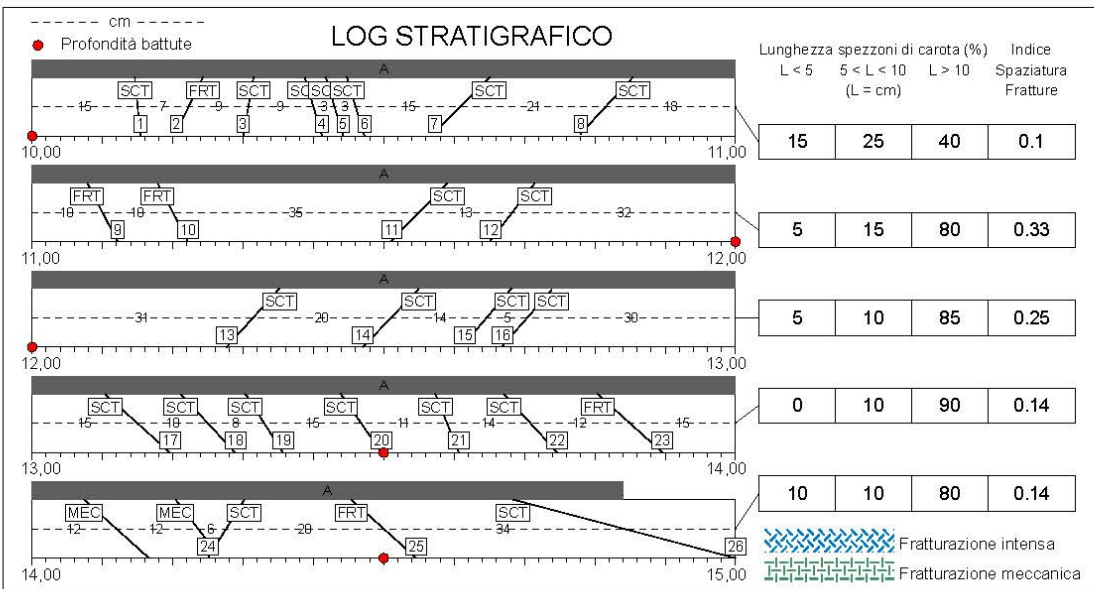 cm
Profondità battute
LOG STRATIGRAFICO
Lunghezza spezzoni di carota (%)
L < 5
5 < L < 10
L > 10
(L = cm)
Indice
Spaziatura
Fratture
A
SCT FRT SCT SC SC SCT SCT SCT
15 7 9 9 3 3 15 21 18
1 2 3 4 5 6 7 8
10,00 11,00
15 25 40 0.1
A
FRT FRT SCT SCT
10 10 35 13 32
9 10 11 12
11,00 12,00
5 15 80 0.33
A
SCT SCT SCT SCT
31 20 14 5 30
13 14 15 16
12,00 13,00
5 10 85 0.25
A
SCT SCT SCT SCT SCT SCT FRT
15 10 8 15 11 14 12 15
17 18 19 20 21 22 23
13,00 14,00
0 10 90 0.14
A
MEC MEC SCT FRT SCT
12 12 6 34
24 25 26
14,00 15,00
10 10 80 0.14
Fratturazione intensa
Fratturazione meccanica